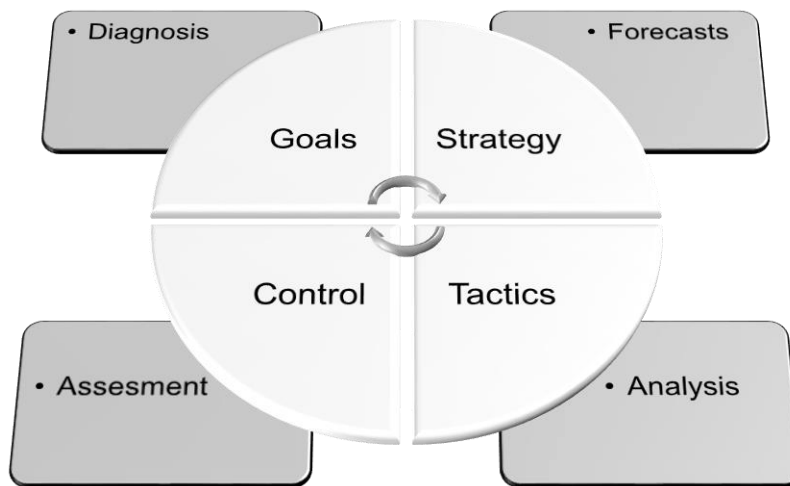 • Diagnosis
• Forecasts
Goals
Strategy
Control
Tactics
• Assesment
• Analysis